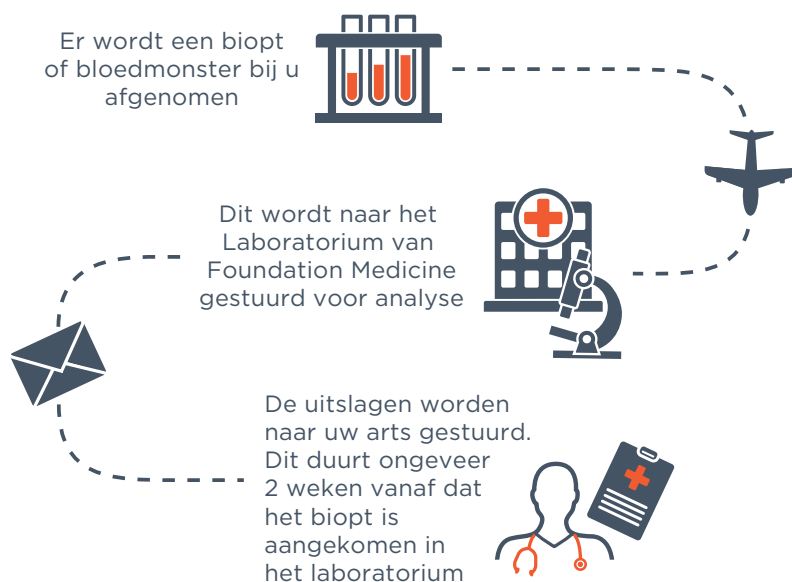 Er wordt een biopt
of bloedmonster bij u
afgenomen
Dit wordt naar het
Laboratorium van
Foundation Medicine
gestuurd voor analyse
De uitslagen worden
naar uw arts gestuurd.
Dit duurt ongeveer
2 weken vanaf dat
het biopt is
aangekomen in
het laboratorium